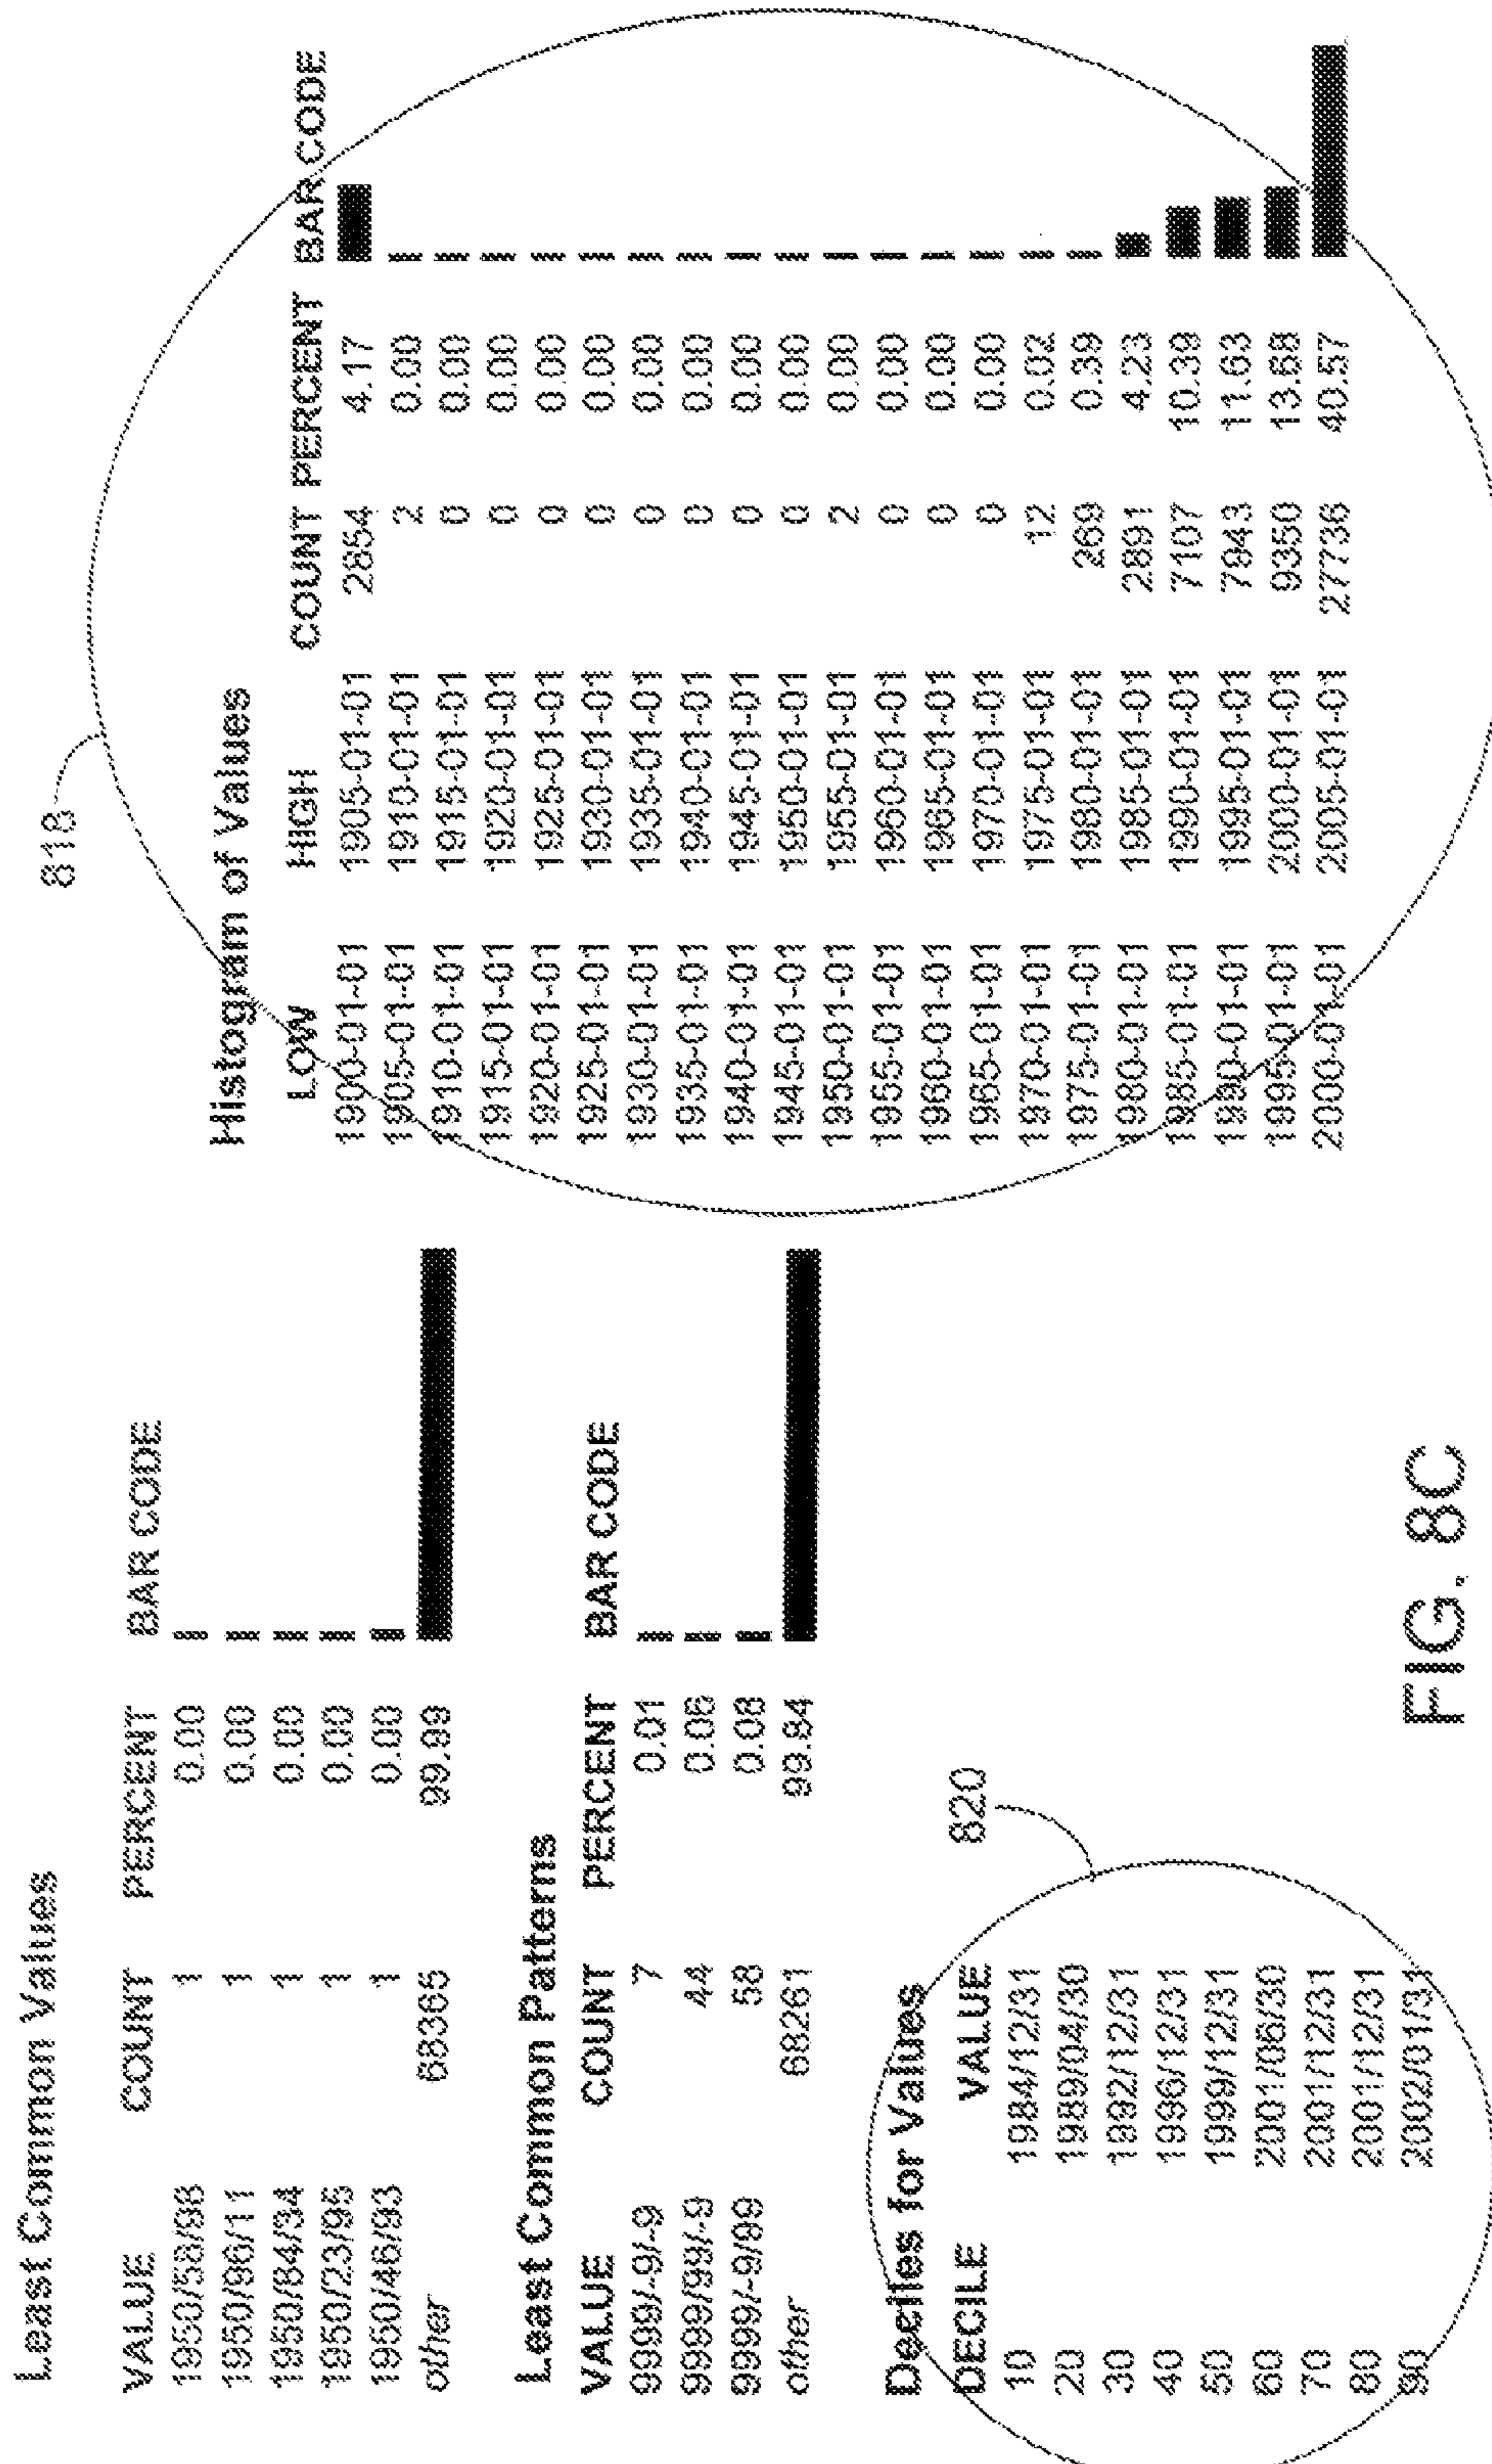 Least Common Values
VALUE COUNT PERCENT BAR CODE
1950/58/98 1 0.00
1950/96/11 1 0.00
1950/84/34 1 0.00
1950/23/95 1 0.00
1950/46/93 1 0.00
other 68365 99.99
Least Common Patterns
VALUE COUNT PERCENT BAR CODE
9999/-9/-9 7 0.01
9999/99/-9 44 0.06
9999/-9/99 58 0.08
other 68261 99.84
Deciles for Values
DECILE VALUE
10 1984/12/31
20 1989/04/30
30 1992/12/31
40 1996/12/31
50 1999/12/31
60 2001/06/30
70 2001/12/31
80 2001/12/31
90 2002/01/31
820
818
Histogram of Values
LOW HIGH COUNT PERCENT BAR CODE
1900-01-01 1905-01-01 2854 4.17
1905-01-01 1910-01-01 2 0.00
1910-01-01 1915-01-01 0 0.00
1915-01-01 1920-01-01 0 0.00
1920-01-01 1925-01-01 0 0.00
1925-01-01 1930-01-01 0 0.00
1930-01-01 1935-01-01 0 0.00
1935-01-01 1940-01-01 0 0.00
1940-01-01 1945-01-01 0 0.00
1945-01-01 1950-01-01 0 0.00
1950-01-01 1955-01-01 2 0.00
1955-01-01 1960-01-01 0 0.00
1960-01-01 1965-01-01 0 0.00
1965-01-01 1970-01-01 0 0.00
1970-01-01 1975-01-01 12 0.02
1975-01-01 1980-01-01 269 0.39
1980-01-01 1985-01-01 2891 4.23
1985-01-01 1990-01-01 7107 10.39
1990-01-01 1995-01-01 7943 11.63
1995-01-01 2000-01-01 9350 13.68
2000-01-01 2005-01-01 27736 40.57
FIG. 8C